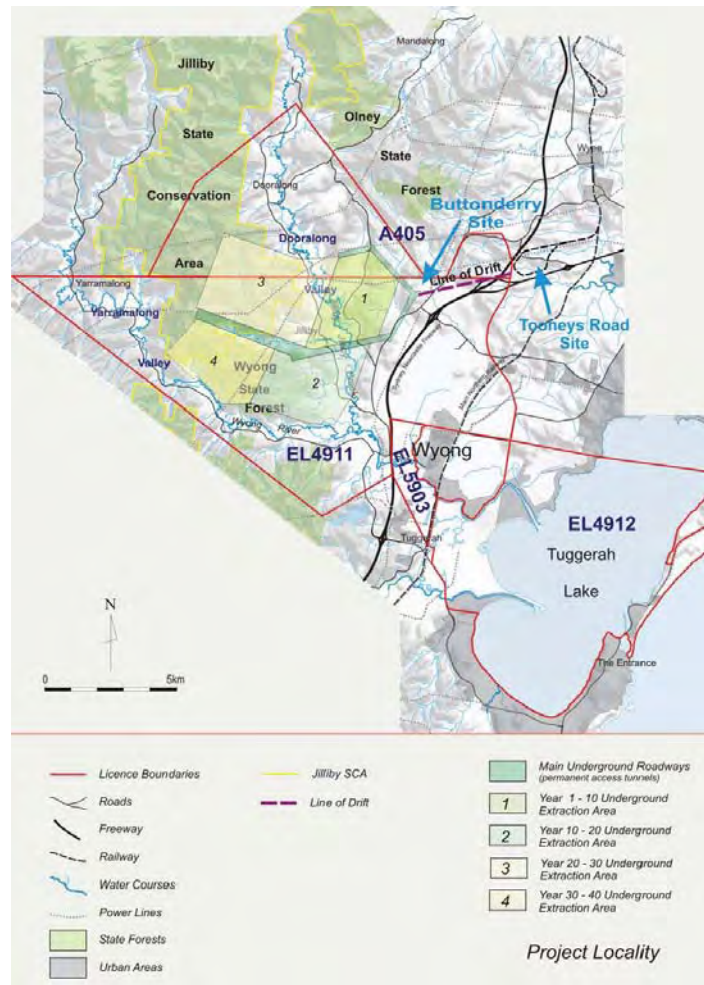 Mandalong
Jilliby
Olney
State
State
Wyee
Conservation
Dooralong
Forest
Buttonderry
Site
Dooralong
A405
Area
Line of Drift
Yarramalong
3
Valley
1
Yarramalong
Tooneys Road
Site
Jilliby
Valley
4
Wyong
State
2
Forest
Wyong River
EL4911
Wyong
EL5903
EL4912
Tuggerah
Tuggerah
Lake
N
The Entrance
0 5km
Licence Boundaries
Roads
Freeway
Railway
Water Courses
Power Lines
State Forests
Urban Areas
Jilliby SCA
Line of Drift
Main Underground Roadways
(permanent access tunnels)
1 Year 1 - 10 Underground
Extraction Area
2 Year 10 - 20 Underground
Extraction Area
3 Year 20 - 30 Underground
Extraction Area
4 Year 30 - 40 Underground
Extraction Area
Project Locality